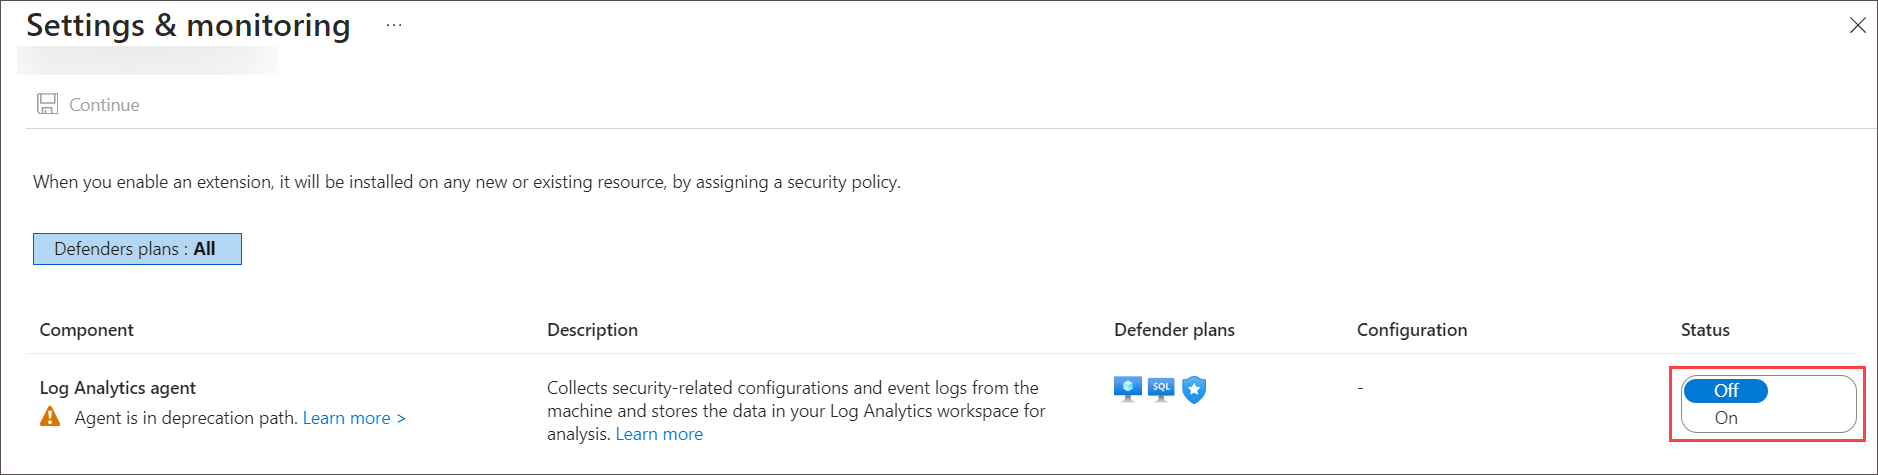 Settings & monitoring ...
Continue
When you enable an extension, it will be installed on any new or existing resource, by assigning a security policy.
Defenders plans : All
Component Description Defender plans Configuration Status
Log Analytics agent
Agent is in deprecation path. Learn more >
Collects security-related configurations and event logs from the
machine and stores the data in your Log Analytics workspace for
analysis. Learn more
SQL
-
Off
On